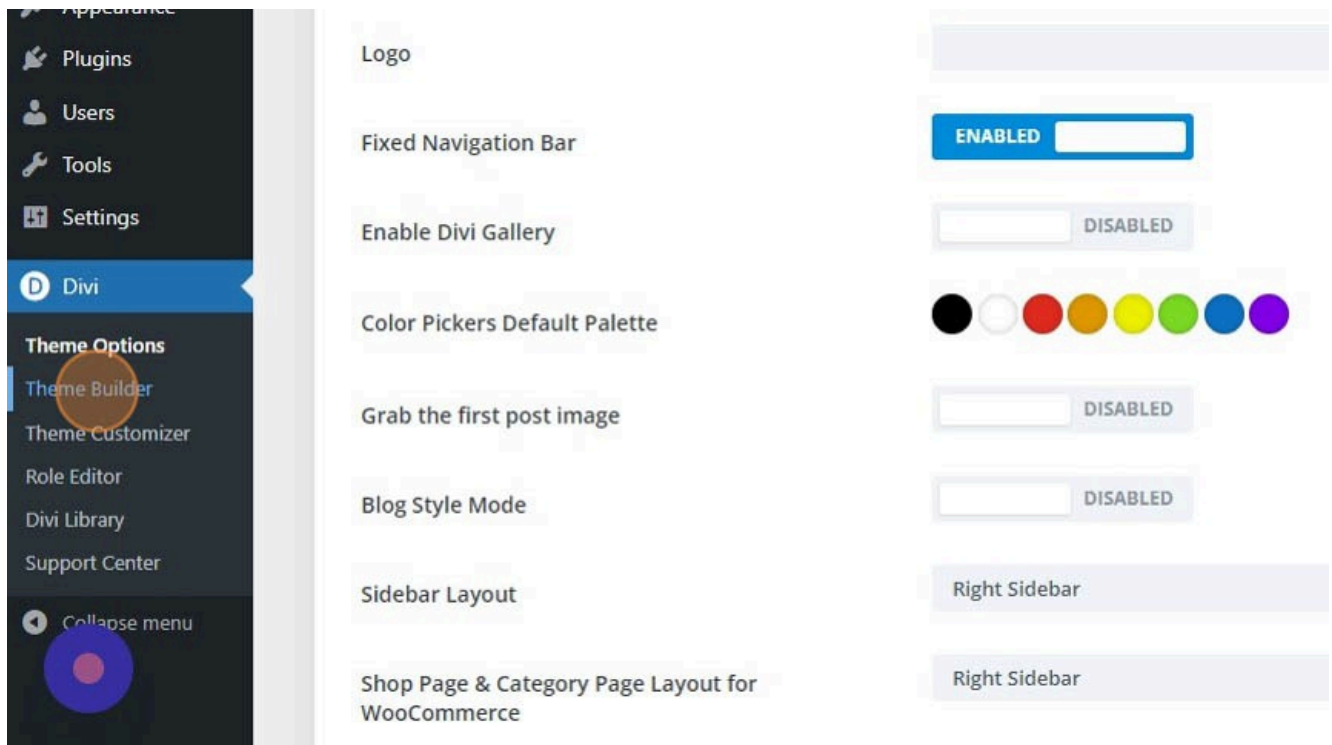 Appearance
Plugins
Users
Tools
Settings
D Divi
Theme Options
Theme Builder
Theme Customizer
Role Editor
Divi Library
Support Center
Collapse menu
Logo
Fixed Navigation Bar
ENABLED
Enable Divi Gallery
DISABLED
Color Pickers Default Palette
Grab the first post image
DISABLED
Blog Style Mode
DISABLED
Sidebar Layout
Right Sidebar
Shop Page & Category Page Layout for
WooCommerce
Right Sidebar